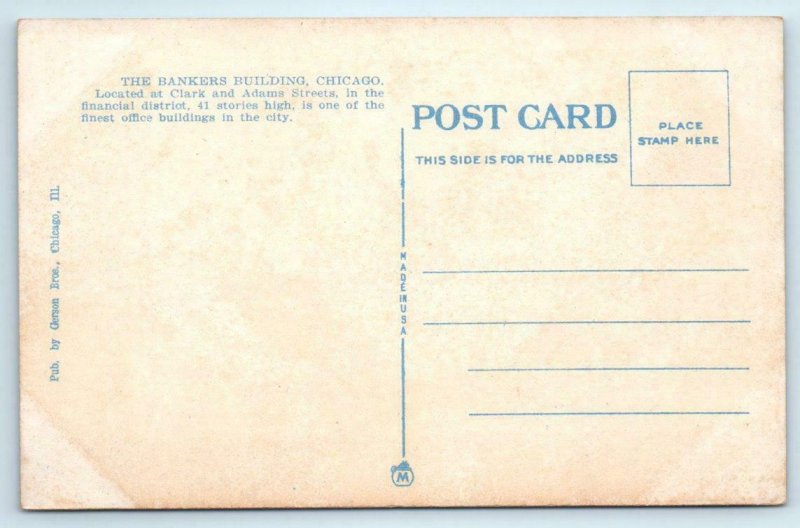 THE BANKERS BUILDING, CHICAGO.
Located at Clark and Adams Streets, in the
financial district, 41 stories high, is one of the
finest office buildings in the city.
Pub. by Gerson Bros., Chicago, Ill.
POST CARD
THIS SIDE IS FOR THE ADDRESS
PLACE
STAMP HERE
MADE IN USA
M